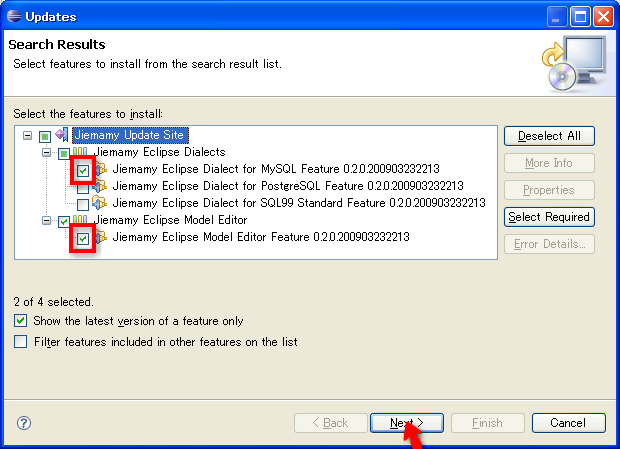 Updates
Search Results
Select features to install from the search result list.
Select the features to install:
Jiemamy Update Site
Jiemamy Eclipse Dialects
Jiemamy Eclipse Dialect for MySQL Feature 0.2.0.200903232213
Jiemamy Eclipse Dialect for PostgreSQL Feature 0.2.0.200903232213
Jiemamy Eclipse Dialect for SQL99 Standard Feature 0.2.0.200903232213
Jiemamy Eclipse Model Editor
Jiemamy Eclipse Model Editor Feature 0.2.0.200903232213
Deselect All
More Info
Properties
Select Required
Error Details...
2 of 4 selected.
Show the latest version of a feature only
Filter features included in other features on the list
?
< Back
Next >
Finish
Cancel